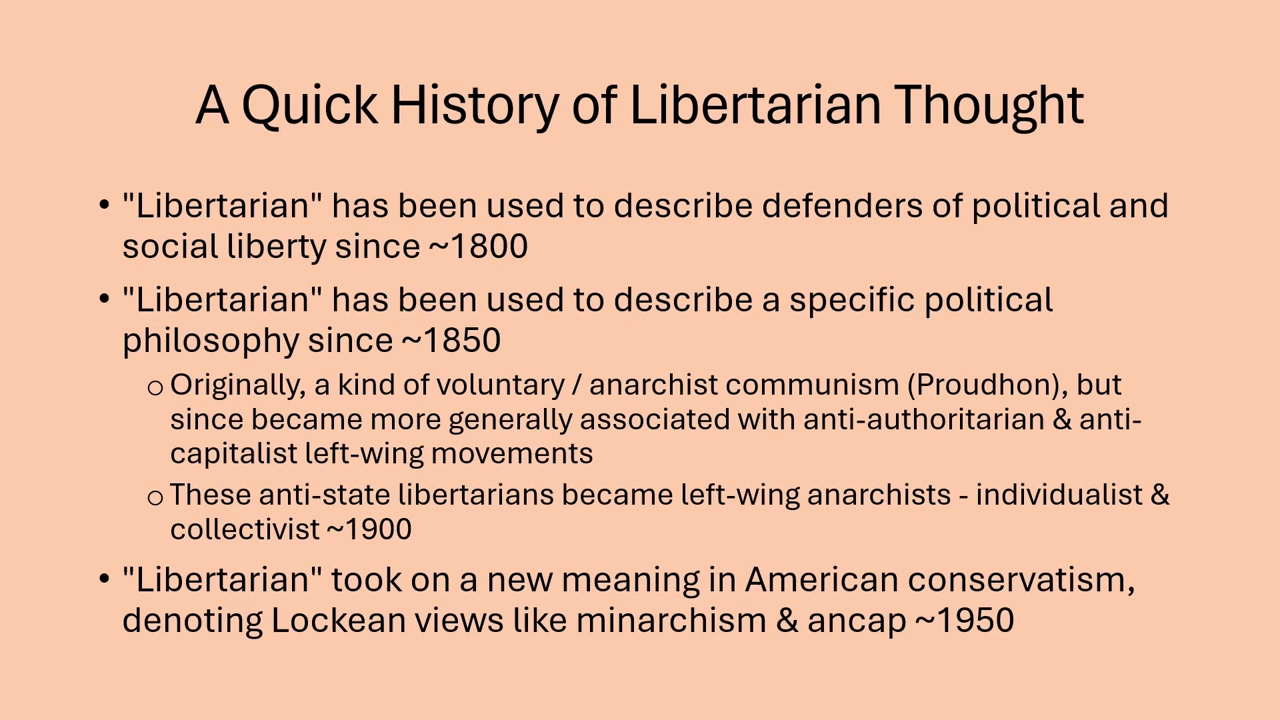 A Quick History of Libertarian Thought
• "Libertarian" has been used to describe defenders of political and
social liberty since ~1800
• "Libertarian" has been used to describe a specific political
philosophy since ~1850
o Originally, a kind of voluntary / anarchist communism (Proudhon), but
since became more generally associated with anti-authoritarian & anti-
capitalist left-wing movements
o These anti-state libertarians became left-wing anarchists - individualist &
collectivist ~1900
• "Libertarian" took on a new meaning in American conservatism,
denoting Lockean views like minarchism & ancap ~1950